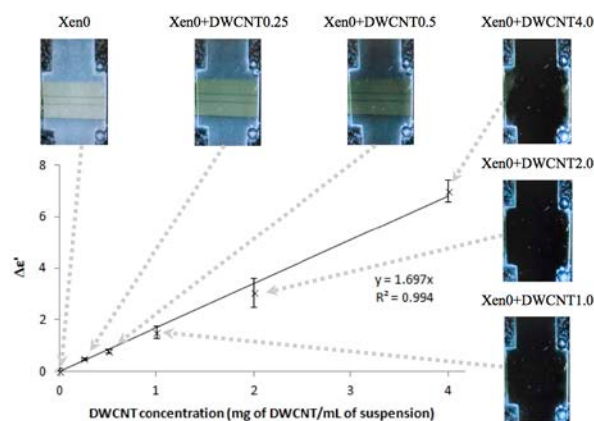 Xen0
Xen0+DWCNT0.25
Xen0+DWCNT0.5
Xen0+DWCNT4.0
Xen0+DWCNT2.0
Xen0+DWCNT1.0
8
6
4
2
0
Δε'
y = 1.697x
R² = 0.994
0
1
2
3
4
DWCNT concentration (mg of DWCNT/mL of suspension)